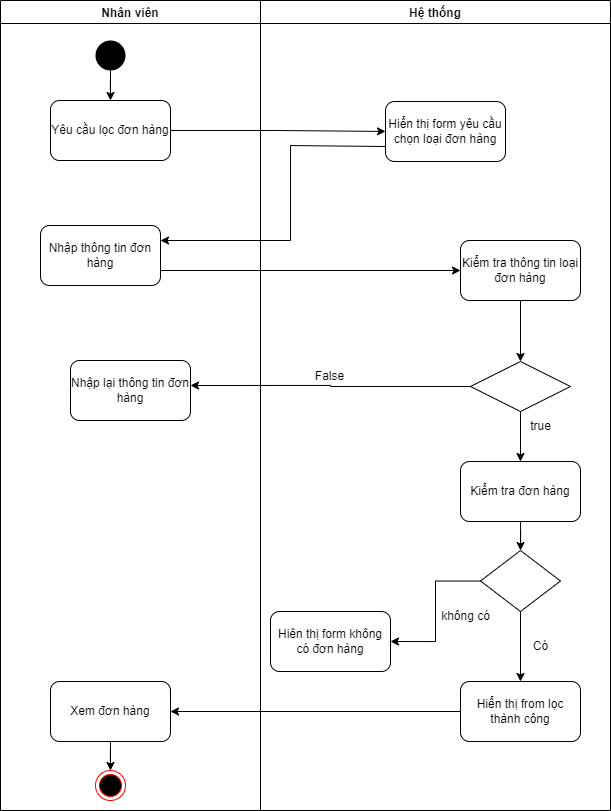 Nhân viên
Hệ thống
Yêu cầu lọc đơn hàng
Hiển thị form yêu cầu
chọn loại đơn hàng
Nhập thông tin đơn
hàng
Kiểm tra thông tin loại
đơn hàng
Nhập lại thông tin đơn
hàng
False
true
Kiếm tra đơn hàng
không có
Hiên thị form không
có đơn hàng
Có
Xem đơn hàng
Hiển thị from lọc
thành công